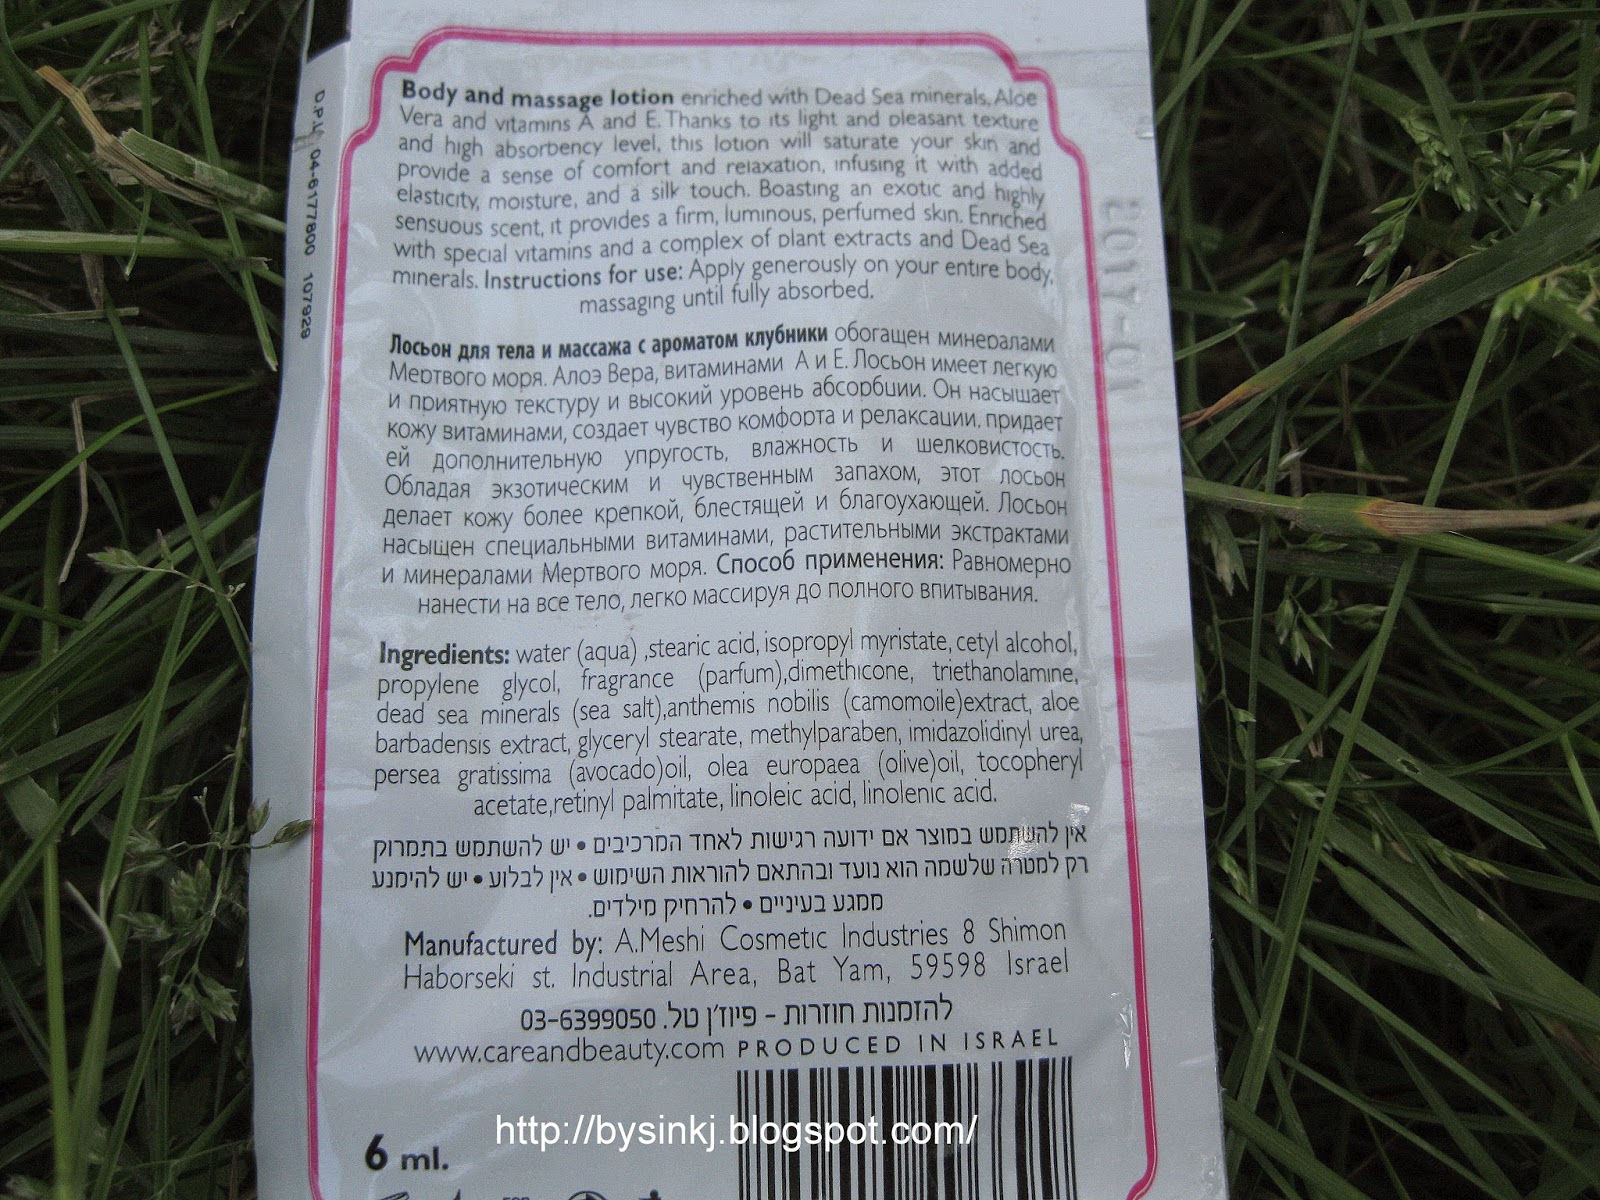 Body and massage lotion enriched with Dead Sea minerals, Aloe
Vera and vitamins A and E. Thanks to its light and pleasant texture
and high absorbency level, this lotion will saturate your skin and
provide a sense of comfort and relaxation, infusing it with added
elasticity, moisture, and a silk touch. Boasting an exotic and highly
sensuous scent, it provides a firm, luminous, perfumed skin. Enriched
with special vitamins and a complex of plant extracts and Dead Sea
minerals. Instructions for use: Apply generously on your entire body,
massaging until fully absorbed.
Лосьон для тела и массажа с ароматом клубники обогащен минералами
Мертвого моря. Алоэ Вера, витаминами А и Е. Лосьон имеет легкую
и приятную текстуру и высокий уровень абсорбции. Он насыщает
кожу витаминами, создает чувство комфорта и релаксации, придает
ей дополнительную упругость, влажность и шелковистость.
Обладая экзотическим и чувственным запахом, этот лосьон
делает кожу более крепкой, блестящей и благоухающей. Лосьон
насыщен специальными витаминами, растительными экстрактами
и минералами Мертвого моря. Способ применения: Равномерно
нанести на все тело, легко массируя до полного впитывания.
Ingredients: water (aqua) ,stearic acid, isopropyl myristate, cetyl alcohol,
propylene glycol, fragrance (parfum),dimethicone, triethanolamine,
dead sea minerals (sea salt),anthemis nobilis (camomoile)extract, aloe
barbadensis extract, glyceryl stearate, methylparaben, imidazolidinyl urea,
persea gratissima (avocado)oil, olea europaea (olive)oil, tocopheryl
acetate,retinyl palmitate, linoleic acid, linolenic acid.
אין להשתמש במוצר אם ידועה רגישות לאחד המרכיבים • יש להשתמש בתמרוק
רק למטרה שלשמה הוא נועד ובהתאם להוראות השימוש • אין לבלוע • יש להימנע
ממגע בעיניים • להרחיק מילדים.
Manufactured by: A.Meshi Cosmetic Industries 8 Shimon
Haborseki st. Industrial Area, Bat Yam, 59598 Israel
להזמנות חוזרות - פיוז'ן טל. 03-6399050
www.careandbeauty.com PRODUCED IN ISRAEL
6 ml.
http://bysinkj.blogspot.com/
04-6177800 107929
2017-01